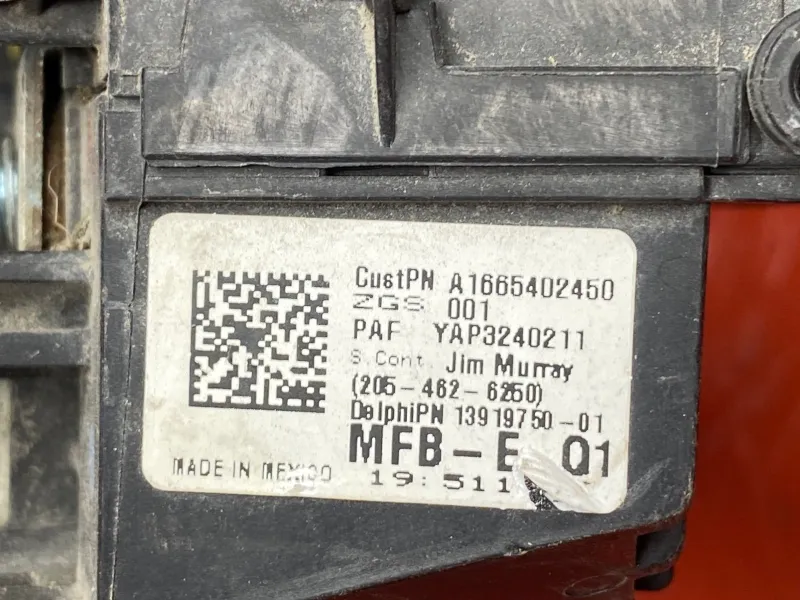 CustPN A1665402450
ZGS 001
PAF YAP3240211
S.Cont. Jim Murray
(205-462-6250)
DelphiPN 13919750-01
MFB-E Q1
MADE IN MEXICO
19:511